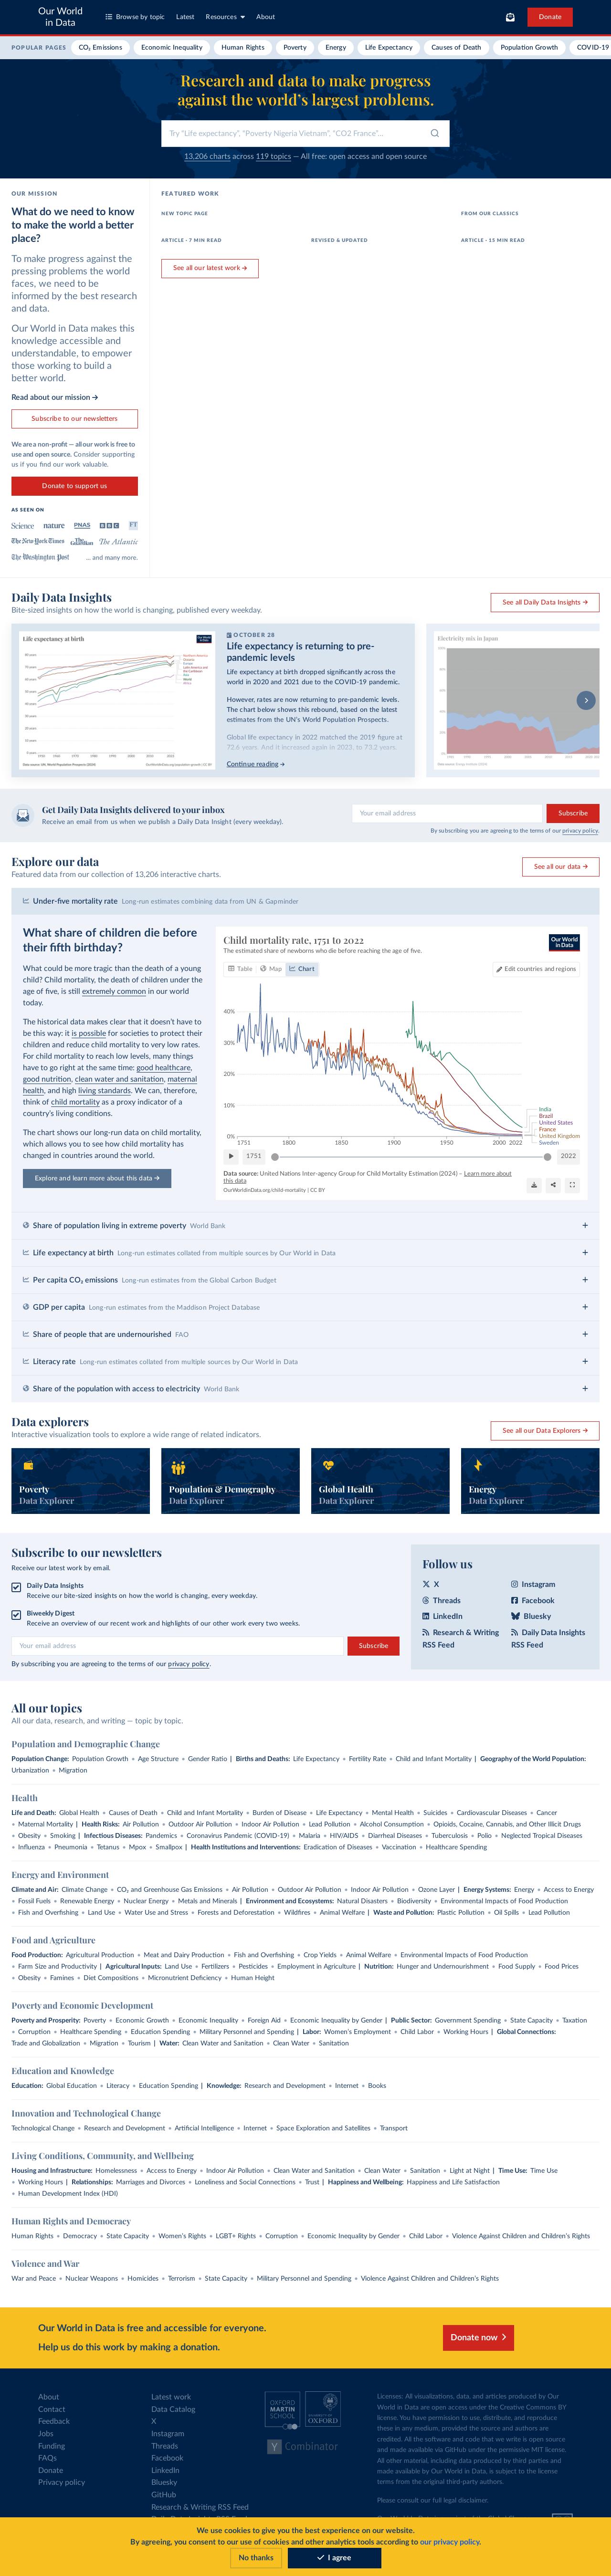 Our World
in Data
Browse by topic
Latest
Resources
About
Donate
POPULAR PAGES
CO₂ Emissions
Economic Inequality
Human Rights
Poverty
Energy
Life Expectancy
Causes of Death
Population Growth
COVID-19
Research and data to make progress
against the world's largest problems.
Try "Life expectancy", "Poverty Nigeria Vietnam", "CO2 France"...
13,206 charts across 119 topics — All free: open access and open source
OUR MISSION
What do we need to know
to make the world a better
place?
To make progress against the
pressing problems the world
faces, we need to be
informed by the best research
and data.
Our World in Data makes this
knowledge accessible and
understandable, to empower
those working to build a
better world.
Read about our mission →
Subscribe to our newsletters
We are a non-profit — all our work is free to
use and open source. Consider supporting
us if you find our work valuable.
Donate to support us
AS SEEN ON
Science nature PNAS BBC FT
The New York Times The Guardian The Atlantic
The Washington Post ... and many more.
FEATURED WORK
NEW TOPIC PAGE
FROM OUR CLASSICS
ARTICLE · 7 MIN READ
REVISED & UPDATED
ARTICLE · 15 MIN READ
See all our latest work →
Daily Data Insights
Bite-sized insights on how the world is changing, published every weekday.
See all Daily Data Insights →
Life expectancy at birth
OCTOBER 28
Life expectancy is returning to pre-
pandemic levels
Life expectancy at birth dropped significantly across the
world in 2020 and 2021 due to the COVID-19 pandemic.
However, rates are now returning to pre-pandemic levels.
The chart below shows this rebound, based on the latest
estimates from the UN's World Population Prospects.
Global life expectancy in 2022 matched the 2019 figure at
72.6 years. And it increased again in 2023, to 73.2 years.
Continue reading →
Electricity mix in Japan
Get Daily Data Insights delivered to your inbox
Receive an email from us when we publish a Daily Data Insight (every weekday).
Your email address
Subscribe
By subscribing you are agreeing to the terms of our privacy policy.
Explore our data
Featured data from our collection of 13,206 interactive charts.
See all our data →
Under-five mortality rate Long-run estimates combining data from UN & Gapminder
What share of children die before
their fifth birthday?
What could be more tragic than the death of a young
child? Child mortality, the death of children under the
age of five, is still extremely common in our world
today.
The historical data makes clear that it doesn't have to
be this way: it is possible for societies to protect their
children and reduce child mortality to very low rates.
For child mortality to reach low levels, many things
have to go right at the same time: good healthcare,
good nutrition, clean water and sanitation, maternal
health, and high living standards. We can, therefore,
think of child mortality as a proxy indicator of a
country's living conditions.
The chart shows our long-run data on child mortality,
which allows you to see how child mortality has
changed in countries around the world.
Explore and learn more about this data →
Child mortality rate, 1751 to 2022
The estimated share of newborns who die before reaching the age of five.
Our World
in Data
Table
Map
Chart
Edit countries and regions
40%
30%
20%
10%
0%
1751 1800 1850 1900 1950 2000 2022
India
Brazil
United States
France
United Kingdom
Sweden
1751
2022
Data source: United Nations Inter-agency Group for Child Mortality Estimation (2024) – Learn more about
this data
OurWorldinData.org/child-mortality | CC BY
Share of population living in extreme poverty World Bank
Life expectancy at birth Long-run estimates collated from multiple sources by Our World in Data
Per capita CO₂ emissions Long-run estimates from the Global Carbon Budget
GDP per capita Long-run estimates from the Maddison Project Database
Share of people that are undernourished FAO
Literacy rate Long-run estimates collated from multiple sources by Our World in Data
Share of the population with access to electricity World Bank
Data explorers
Interactive visualization tools to explore a wide range of related indicators.
See all our Data Explorers →
Poverty
Data Explorer
Population & Demography
Data Explorer
Global Health
Data Explorer
Energy
Data Explorer
Subscribe to our newsletters
Receive our latest work by email.
Daily Data Insights
Receive our bite-sized insights on how the world is changing, every weekday.
Biweekly Digest
Receive an overview of our recent work and highlights of our other work every two weeks.
Your email address
Subscribe
By subscribing you are agreeing to the terms of our privacy policy.
Follow us
X
Instagram
Threads
Facebook
LinkedIn
Bluesky
Research & Writing
RSS Feed
Daily Data Insights
RSS Feed
All our topics
All our data, research, and writing — topic by topic.
Population and Demographic Change
Population Change: Population Growth • Age Structure • Gender Ratio | Births and Deaths: Life Expectancy • Fertility Rate • Child and Infant Mortality | Geography of the World Population:
Urbanization • Migration
Health
Life and Death: Global Health • Causes of Death • Child and Infant Mortality • Burden of Disease • Life Expectancy • Mental Health • Suicides • Cardiovascular Diseases • Cancer
• Maternal Mortality | Health Risks: Air Pollution • Outdoor Air Pollution • Indoor Air Pollution • Lead Pollution • Alcohol Consumption • Opioids, Cocaine, Cannabis, and Other Illicit Drugs
• Obesity • Smoking | Infectious Diseases: Pandemics • Coronavirus Pandemic (COVID-19) • Malaria • HIV/AIDS • Diarrheal Diseases • Tuberculosis • Polio • Neglected Tropical Diseases
• Influenza • Pneumonia • Tetanus • Mpox • Smallpox | Health Institutions and Interventions: Eradication of Diseases • Vaccination • Healthcare Spending
Energy and Environment
Climate and Air: Climate Change • CO₂ and Greenhouse Gas Emissions • Air Pollution • Outdoor Air Pollution • Indoor Air Pollution • Ozone Layer | Energy Systems: Energy • Access to Energy
• Fossil Fuels • Renewable Energy • Nuclear Energy • Metals and Minerals | Environment and Ecosystems: Natural Disasters • Biodiversity • Environmental Impacts of Food Production
• Fish and Overfishing • Land Use • Water Use and Stress • Forests and Deforestation • Wildfires • Animal Welfare | Waste and Pollution: Plastic Pollution • Oil Spills • Lead Pollution
Food and Agriculture
Food Production: Agricultural Production • Meat and Dairy Production • Fish and Overfishing • Crop Yields • Animal Welfare • Environmental Impacts of Food Production
• Farm Size and Productivity | Agricultural Inputs: Land Use • Fertilizers • Pesticides • Employment in Agriculture | Nutrition: Hunger and Undernourishment • Food Supply • Food Prices
• Obesity • Famines • Diet Compositions • Micronutrient Deficiency • Human Height
Poverty and Economic Development
Poverty and Prosperity: Poverty • Economic Growth • Economic Inequality • Foreign Aid • Economic Inequality by Gender | Public Sector: Government Spending • State Capacity • Taxation
• Corruption • Healthcare Spending • Education Spending • Military Personnel and Spending | Labor: Women's Employment • Child Labor • Working Hours | Global Connections:
Trade and Globalization • Migration • Tourism | Water: Clean Water and Sanitation • Clean Water • Sanitation
Education and Knowledge
Education: Global Education • Literacy • Education Spending | Knowledge: Research and Development • Internet • Books
Innovation and Technological Change
Technological Change • Research and Development • Artificial Intelligence • Internet • Space Exploration and Satellites • Transport
Living Conditions, Community, and Wellbeing
Housing and Infrastructure: Homelessness • Access to Energy • Indoor Air Pollution • Clean Water and Sanitation • Clean Water • Sanitation • Light at Night | Time Use: Time Use
• Working Hours | Relationships: Marriages and Divorces • Loneliness and Social Connections • Trust | Happiness and Wellbeing: Happiness and Life Satisfaction
• Human Development Index (HDI)
Human Rights and Democracy
Human Rights • Democracy • State Capacity • Women's Rights • LGBT+ Rights • Corruption • Economic Inequality by Gender • Child Labor • Violence Against Children and Children's Rights
Violence and War
War and Peace • Nuclear Weapons • Homicides • Terrorism • State Capacity • Military Personnel and Spending • Violence Against Children and Children's Rights
Our World in Data is free and accessible for everyone.
Help us do this work by making a donation.
Donate now
About
Contact
Feedback
Jobs
Funding
FAQs
Donate
Privacy policy
Latest work
Data Catalog
X
Instagram
Threads
Facebook
LinkedIn
Bluesky
GitHub
Research & Writing RSS Feed
OXFORD
MARTIN
SCHOOL
UNIVERSITY OF
OXFORD
Y Combinator
Licenses: All visualizations, data, and articles produced by Our
World in Data are open access under the Creative Commons BY
license. You have permission to use, distribute, and reproduce
these in any medium, provided the source and authors are
credited. All the software and code that we write is open source
and made available via GitHub under the permissive MIT license.
All other material, including data produced by third parties and
made available by Our World in Data, is subject to the license
terms from the original third-party authors.
Please consult our full legal disclaimer.
We use cookies to give you the best experience on our website.
By agreeing, you consent to our use of cookies and other analytics tools according to our privacy policy.
No thanks
I agree